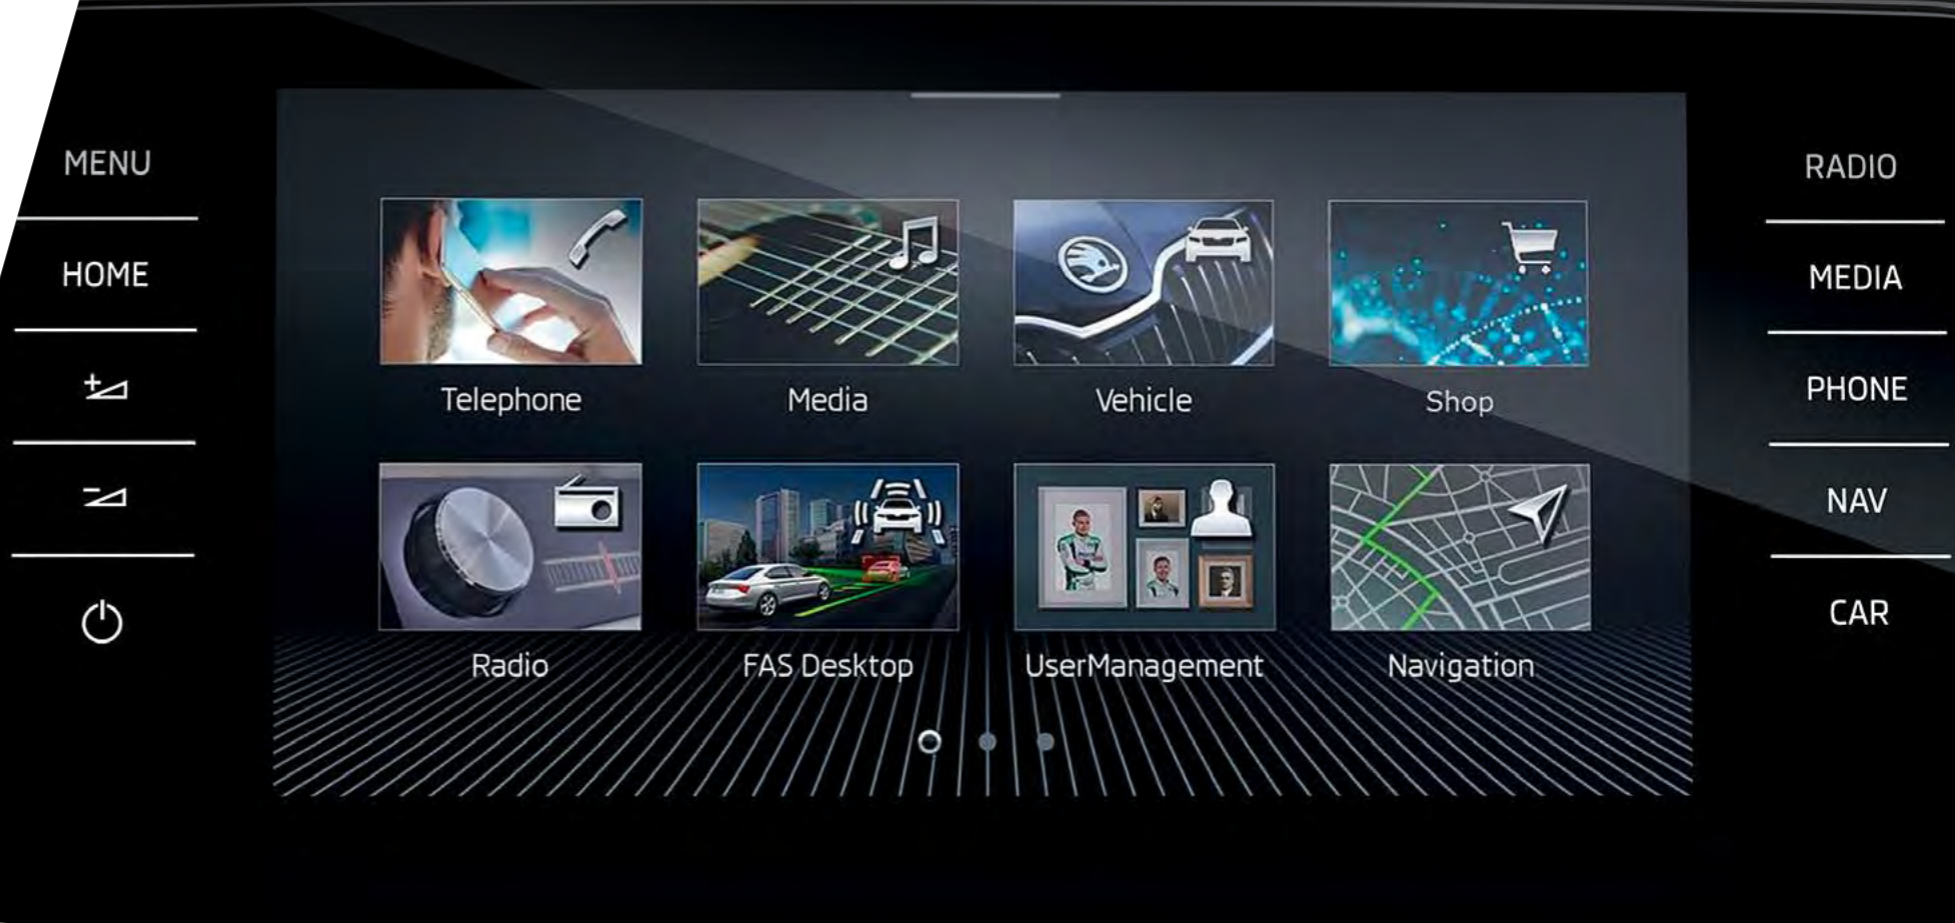 MENU
HOME
RADIO
MEDIA
PHONE
NAV
CAR
Telephone
Media
Vehicle
Shop
Radio
FAS Desktop
UserManagement
Navigation